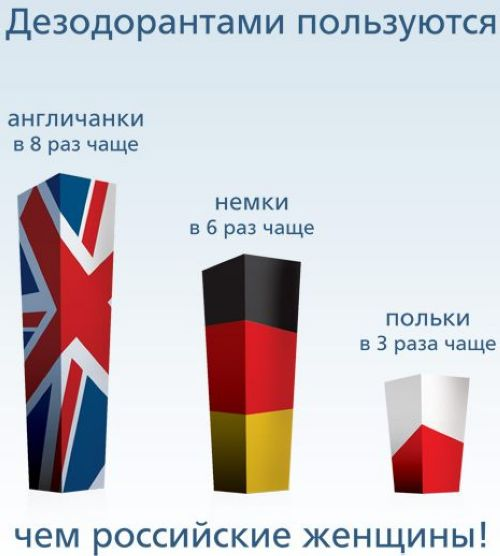 Дезодорантами пользуются
англичанки
в 8 раз чаще
немки
в 6 раз чаще
польки
в 3 раза чаще
чем российские женщины!